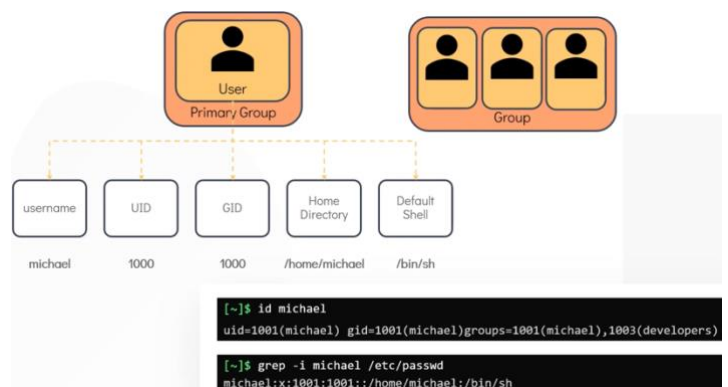 User
Primary Group
Group
username
UID
GID
Home
Directory
Default
Shell
michael
1000
1000
/home/michael
/bin/sh
[~]$ id michael
uid=1001(michael) gid=1001(michael)groups=1001(michael),1003(developers)
[~]$ grep -i michael /etc/passwd
michael:x:1001:1001::/home/michael:/bin/sh